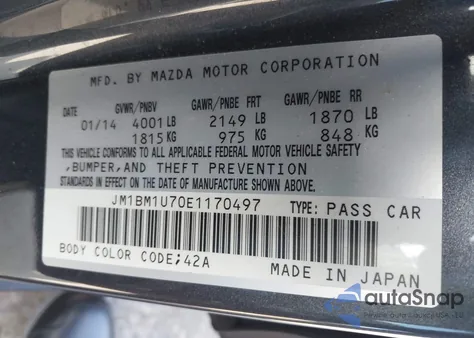 MFD. BY MAZDA MOTOR CORPORATION
DATE GVWR/PNBV GAWR/PNBE FRT GAWR/PNBE RR
01/14 4001 LB 2149 LB 1870 LB
1815 KG 975 KG 848 KG
THIS VEHICLE CONFORMS TO ALL APPLICABLE FEDERAL MOTOR VEHICLE SAFETY
,BUMPER,AND THEFT PREVENTION
STANDARDS IN EFFECT ON THE DATE OF MANUFACTURE SHOWN ABOVE.
JM1BM1U70E1170497 TYPE: PASS CAR
BODY COLOR CODE;42A
MADE IN JAPAN
autoSnap